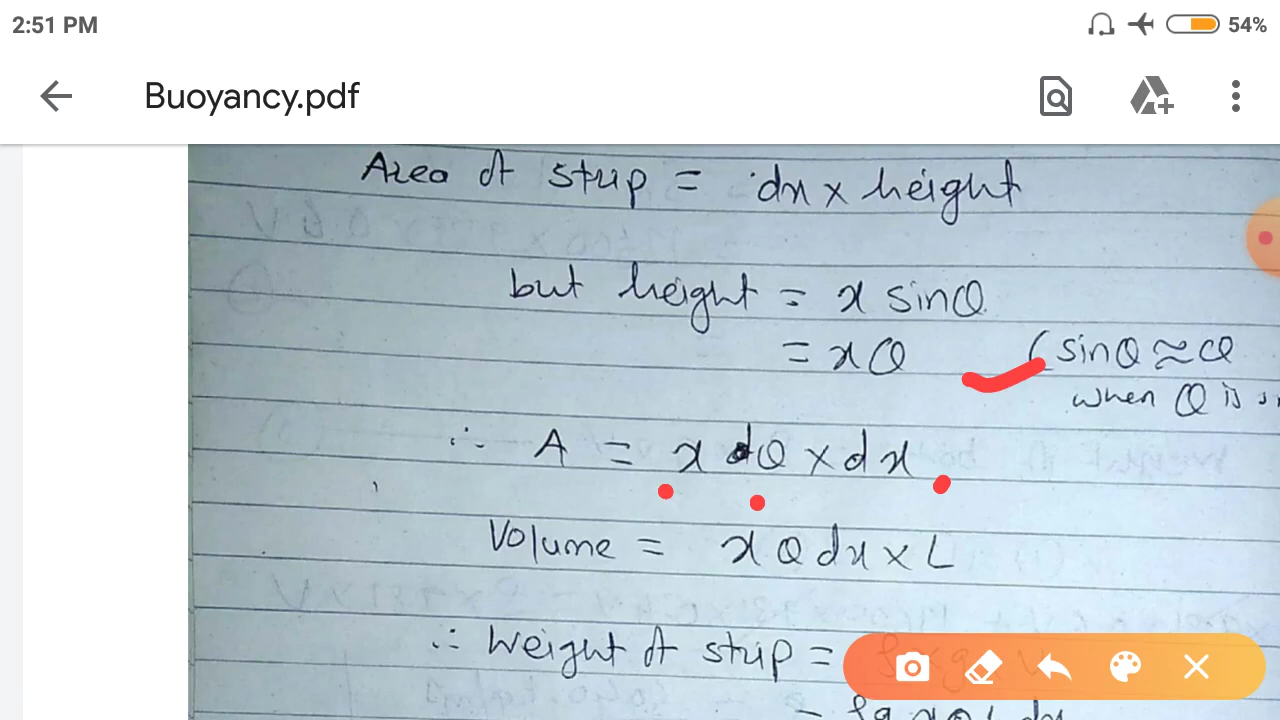 2:51 PM
54%
Buoyancy.pdf
Area of strip = dx x height
but height = x sinθ
= xθ (sinθ ≈ θ
when θ is
∴ A = x θ x dx
Volume = x θ dx x L
∴ Weight of strip =